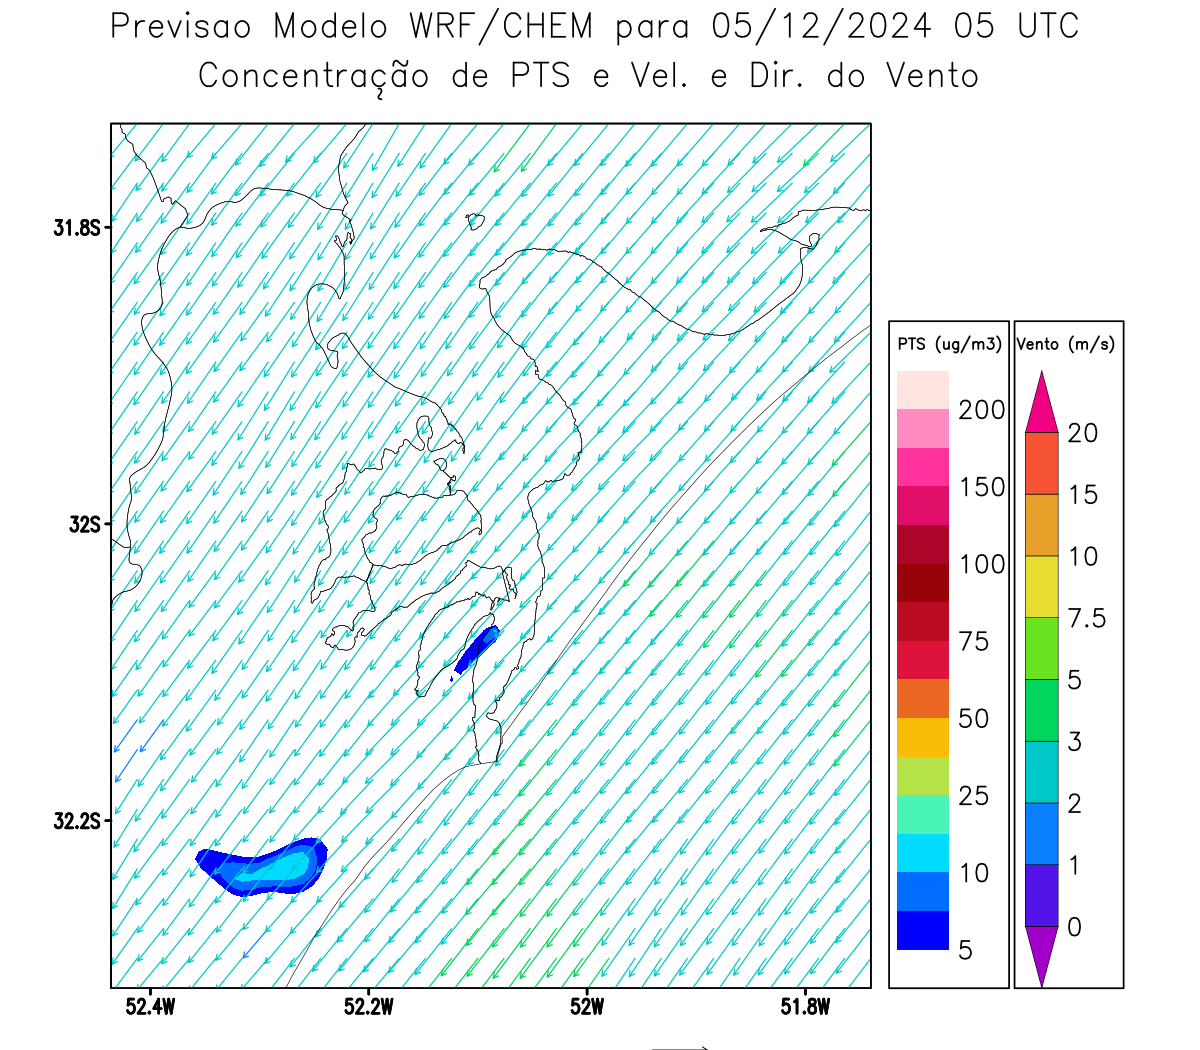 Previsao Modelo WRF/CHEM para 05/12/2024 05 UTC
Concentração de PTS e Vel. e Dir. do Vento
31.8S
32S
32.2S
52.4W 52.2W 52W 51.8W
PTS (ug/m3)
200
150
100
75
50
25
10
5
Vento (m/s)
20
15
10
7.5
5
3
2
1
0